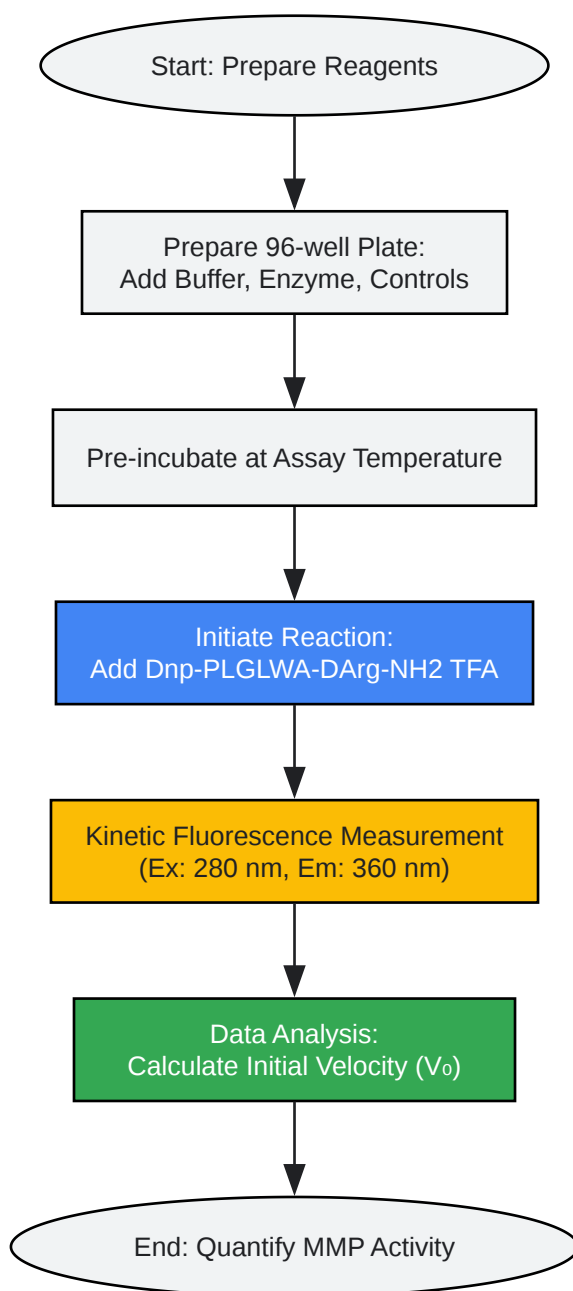 Start: Prepare Reagents
Prepare 96-well Plate:
Add Buffer, Enzyme, Controls
Pre-incubate at Assay Temperature
Initiate Reaction:
Add Dnp-PLGLWA-DArg-NH2 TFA
Kinetic Fluorescence Measurement
(Ex: 280 nm, Em: 360 nm)
Data Analysis:
Calculate Initial Velocity (V₀)
End: Quantify MMP Activity